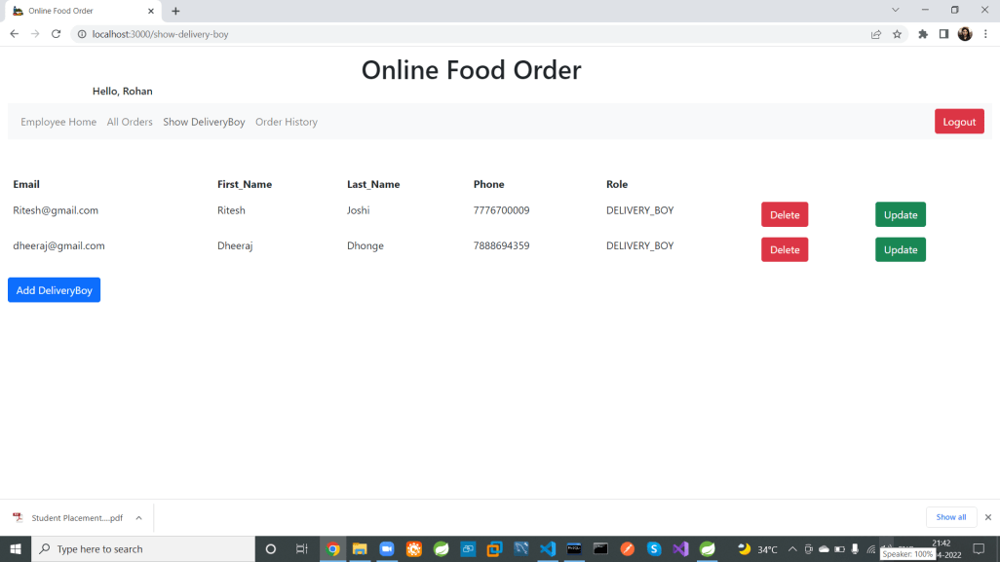 Online Food Order
localhost:3000/show-delivery-boy
Online Food Order
Hello, Rohan
Employee Home All Orders Show DeliveryBoy Order History Logout
Email First_Name Last_Name Phone Role
Ritesh@gmail.com Ritesh Joshi 7776700009 DELIVERY_BOY Delete Update
dheeraj@gmail.com Dheeraj Dhonge 7888694359 DELIVERY_BOY Delete Update
Add DeliveryBoy
Student Placement....pdf Show all
Type here to search 34°C 21:42
Speaker: 100% 4-2022